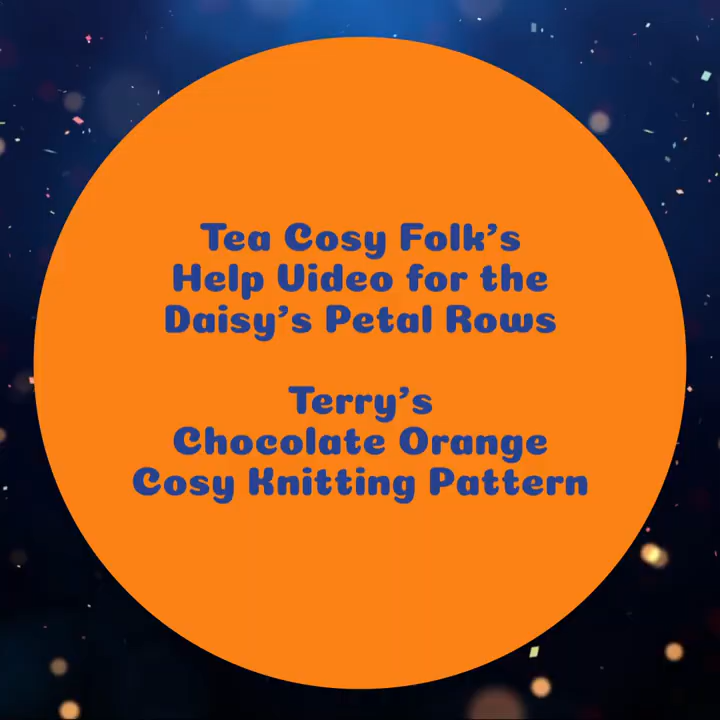 Tea Cosy Folk's
Help Video for the
Daisy's Petal Rows
Terry's
Chocolate Orange
Cosy Knitting Pattern